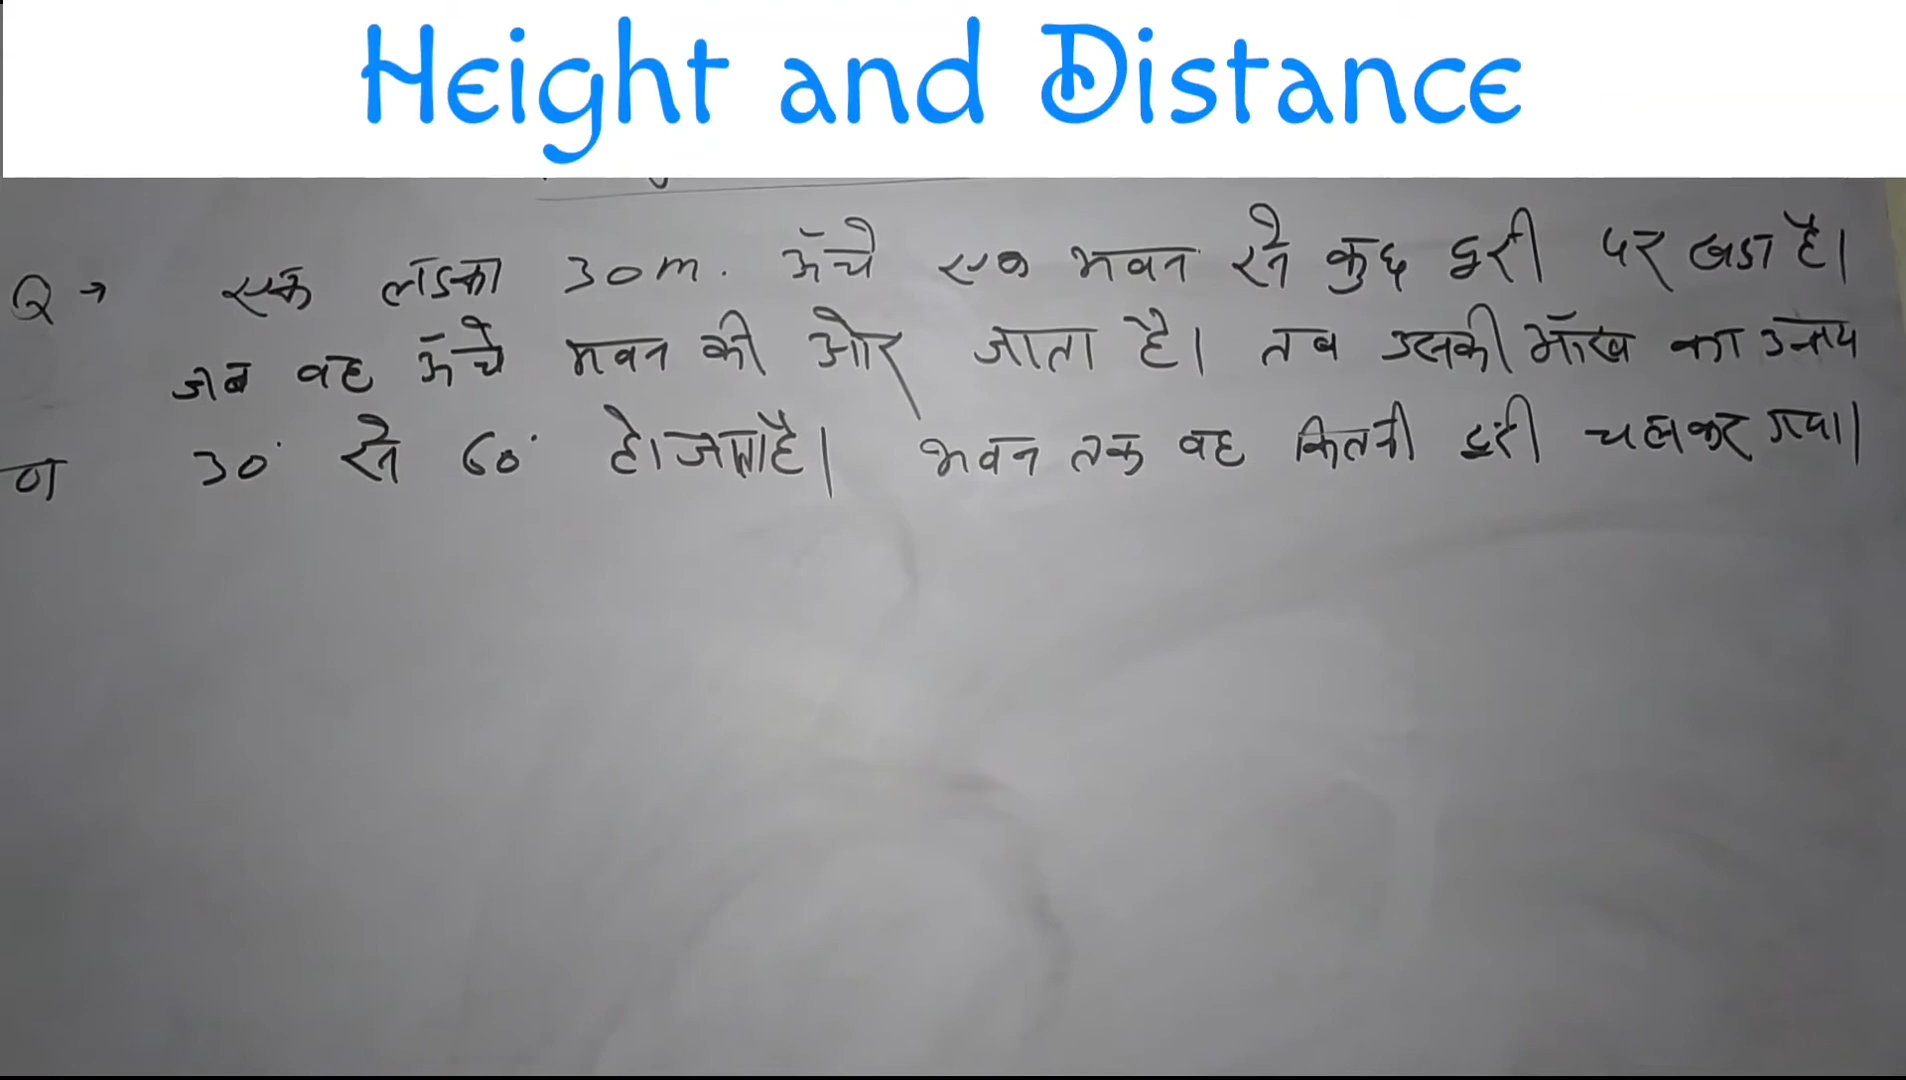 Height and Distance
Q → एक लडका 30m. ऊँचे एक भवन से कुछ दुरी पर खडा है।
जब वह ऊँचे भवन की ओर जाता है। तब उसकी आँख का उन्नय
ण 30° से 60° हो जाता है। भवन तक वह कितनी दुरी चलकर गया।